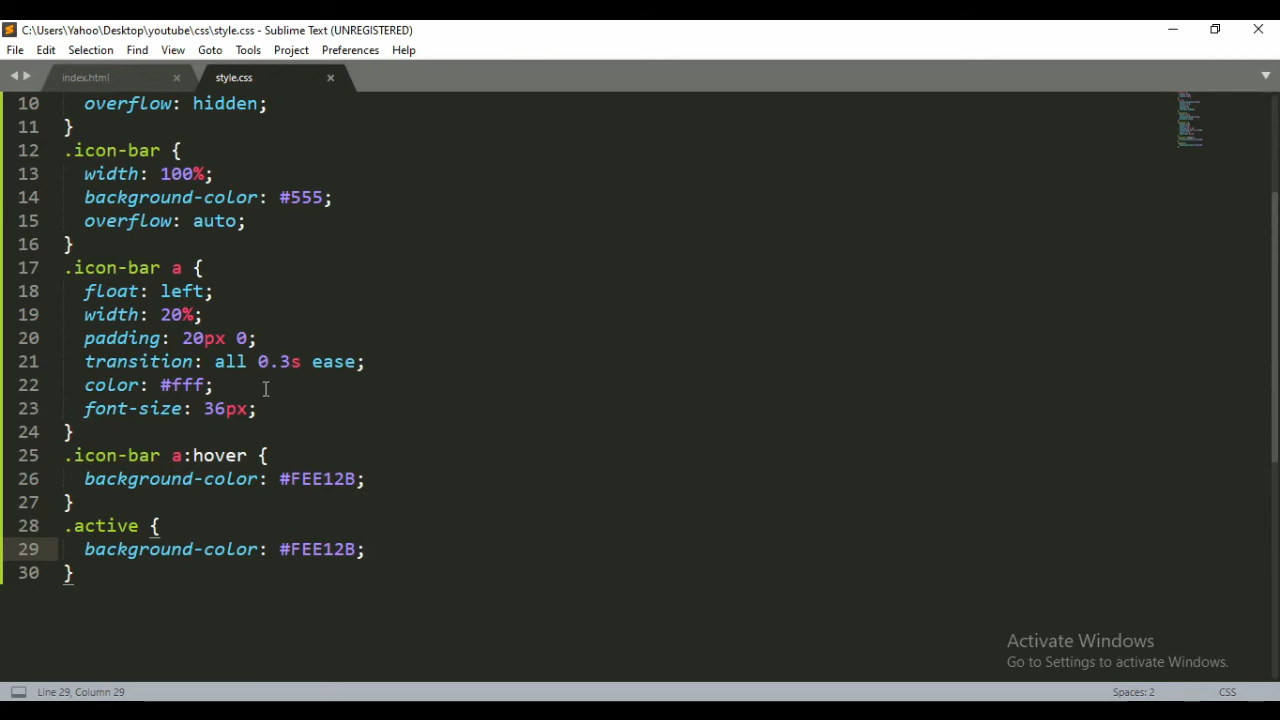 C:\Users\Yahoo\Desktop\youtube\css\style.css - Sublime Text (UNREGISTERED)
File Edit Selection Find View Goto Tools Project Preferences Help
index.html × style.css ×
10 overflow: hidden;
11 }
12 .icon-bar {
13 width: 100%;
14 background-color: #555;
15 overflow: auto;
16 }
17 .icon-bar a {
18 float: left;
19 width: 20%;
20 padding: 20px 0;
21 transition: all 0.3s ease;
22 color: #fff;
23 font-size: 36px;
24 }
25 .icon-bar a:hover {
26 background-color: #FEE12B;
27 }
28 .active {
29 background-color: #FEE12B;
30 }
Activate Windows
Go to Settings to activate Windows.
Line 29, Column 29 Spaces: 2 CSS